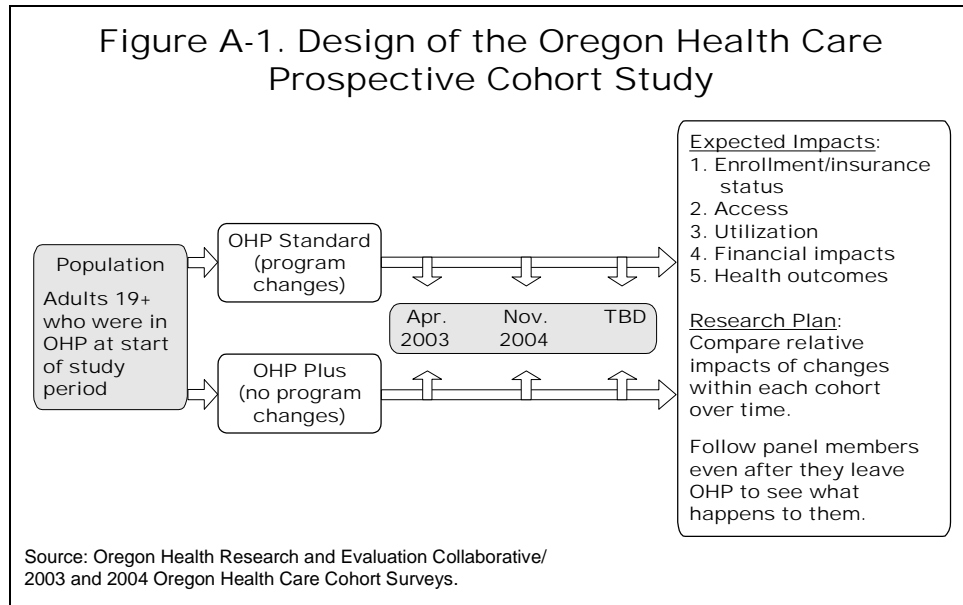 Figure A-1. Design of the Oregon Health Care
Prospective Cohort Study
Population
Adults 19+
who were in
OHP at start
of study
period
OHP Standard
(program
changes)
OHP Plus
(no program
changes)
Apr.
2003
Nov.
2004
TBD
Expected Impacts:
1. Enrollment/insurance
status
2. Access
3. Utilization
4. Financial impacts
5. Health outcomes
Research Plan:
Compare relative
impacts of changes
within each cohort
over time.
Follow panel members
even after they leave
OHP to see what
happens to them.
Source: Oregon Health Research and Evaluation Collaborative/
2003 and 2004 Oregon Health Care Cohort Surveys.